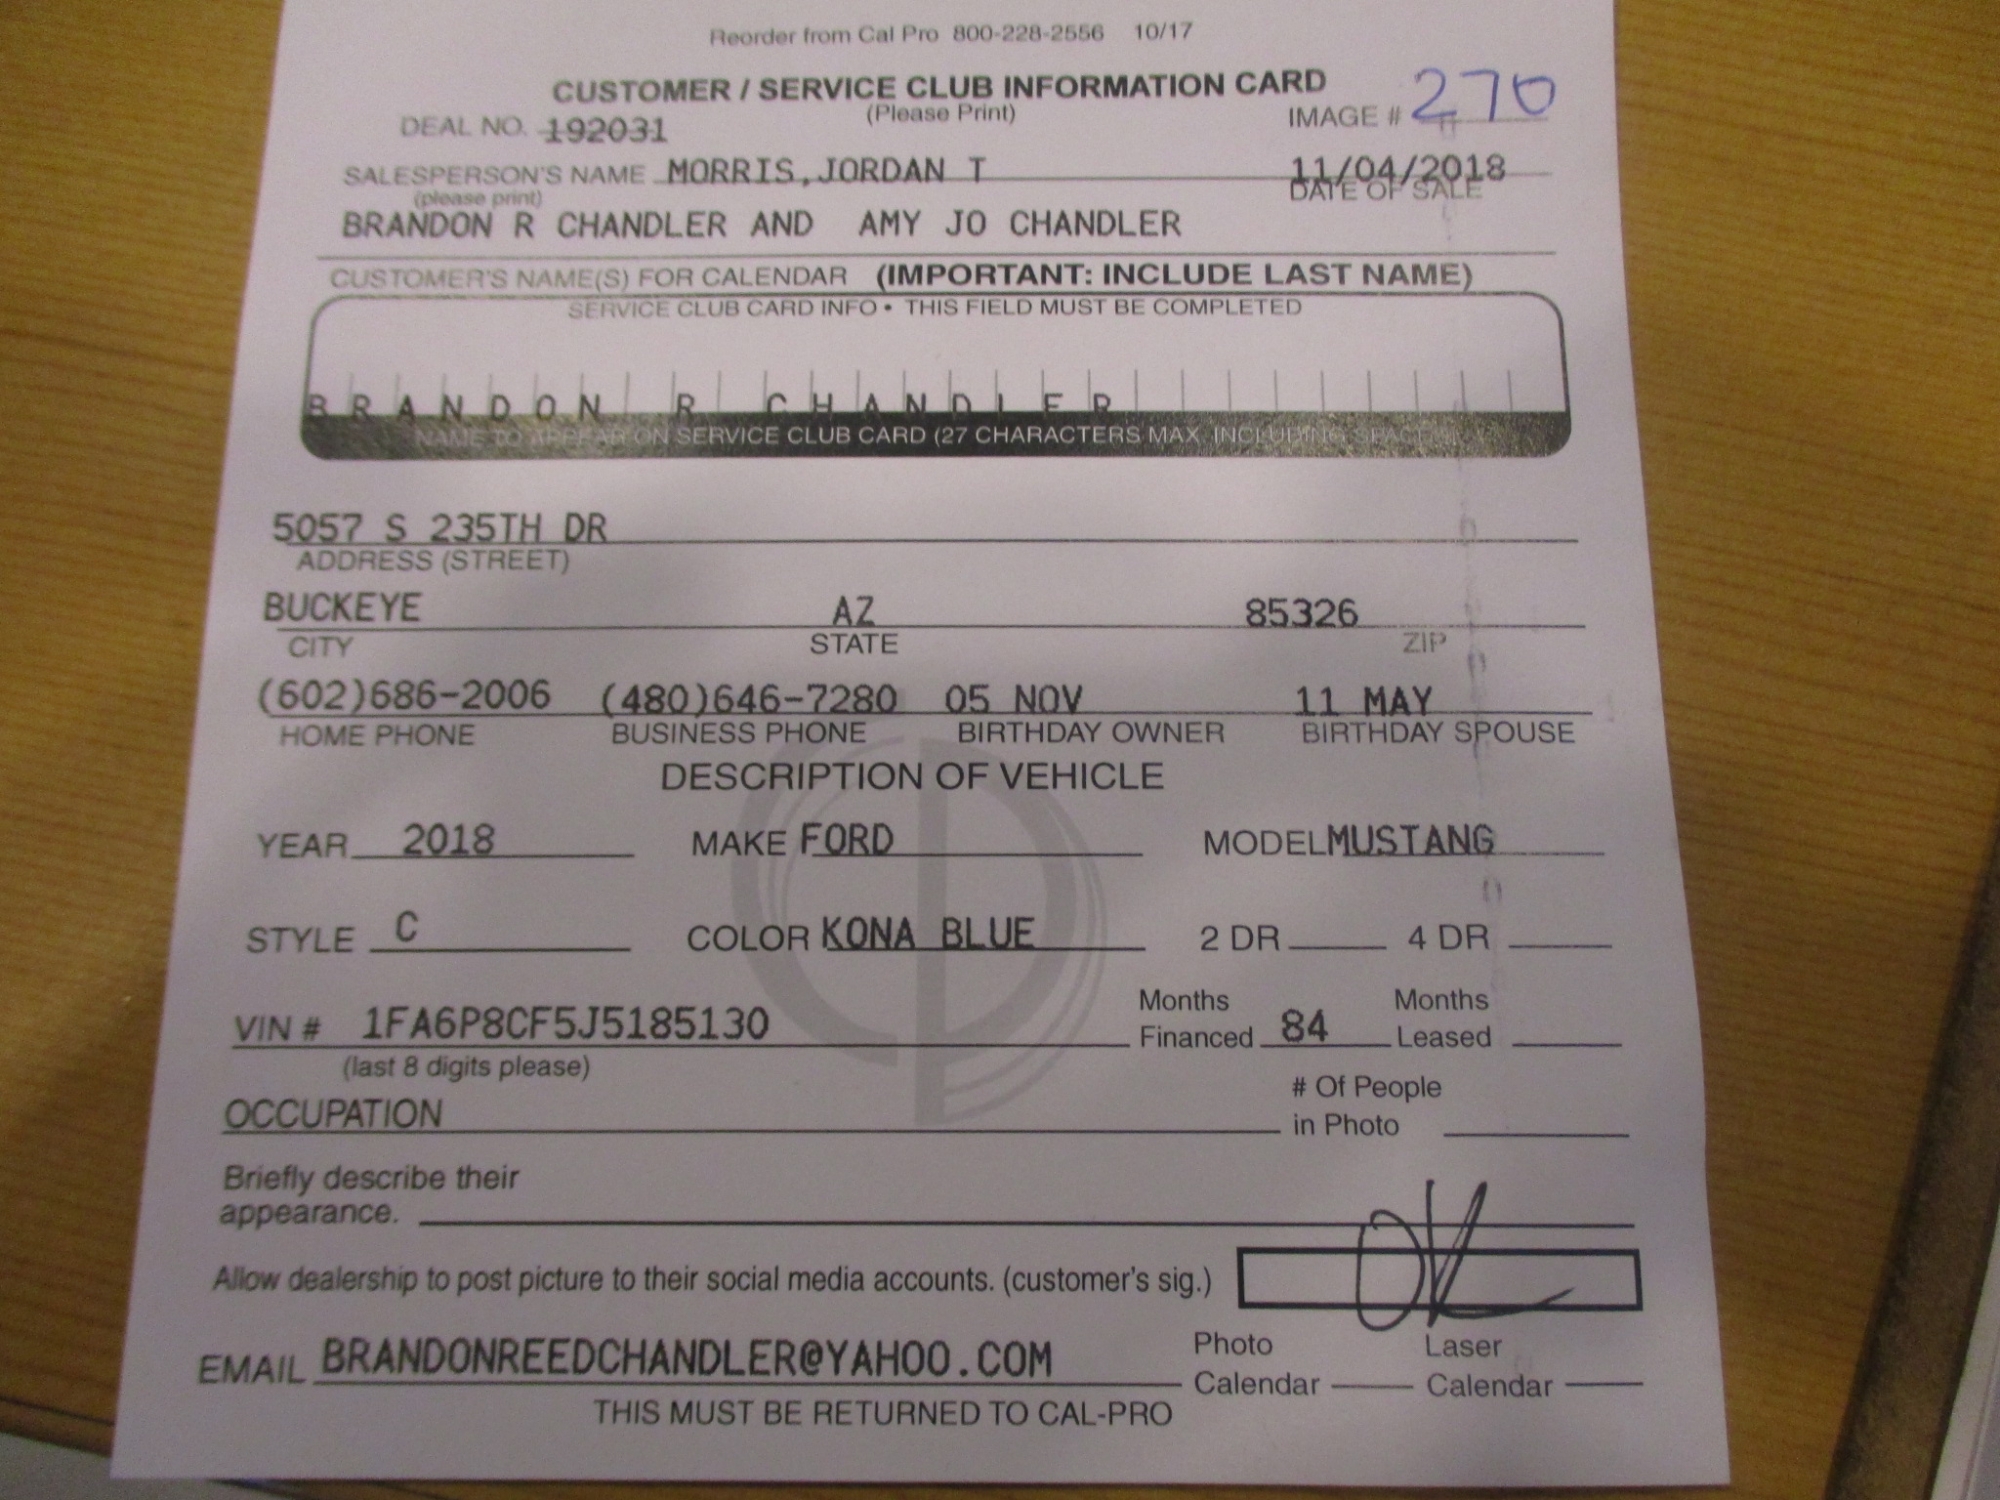 Reorder from Cal Pro 800-228-2556 10/17
CUSTOMER / SERVICE CLUB INFORMATION CARD
(Please Print)
IMAGE # 270
DEAL NO. 192031
SALESPERSON'S NAME MORRIS,JORDAN T 11/04/2018
(please print) DATE OF SALE
BRANDON R CHANDLER AND AMY JO CHANDLER
CUSTOMER'S NAME(S) FOR CALENDAR (IMPORTANT: INCLUDE LAST NAME)
SERVICE CLUB CARD INFO • THIS FIELD MUST BE COMPLETED
BRANDON R CHANDLER
NAME TO APPEAR ON SERVICE CLUB CARD (27 CHARACTERS MAX, INCLUDING SPACES)
5057 S 235TH DR
ADDRESS (STREET)
BUCKEYE AZ 85326
CITY STATE ZIP
(602)686-2006 (480)646-7280 05 NOV 11 MAY
HOME PHONE BUSINESS PHONE BIRTHDAY OWNER BIRTHDAY SPOUSE
DESCRIPTION OF VEHICLE
YEAR 2018 MAKE FORD MODEL MUSTANG
STYLE C COLOR KONA BLUE 2 DR 4 DR
Months Months
VIN # 1FA6P8CF5J5185130 Financed 84 Leased
(last 8 digits please)
# Of People
OCCUPATION in Photo
Briefly describe their
appearance.
Allow dealership to post picture to their social media accounts. (customer's sig.)
Photo Laser
EMAIL BRANDONREEDCHANDLER@YAHOO.COM Calendar Calendar
THIS MUST BE RETURNED TO CAL-PRO